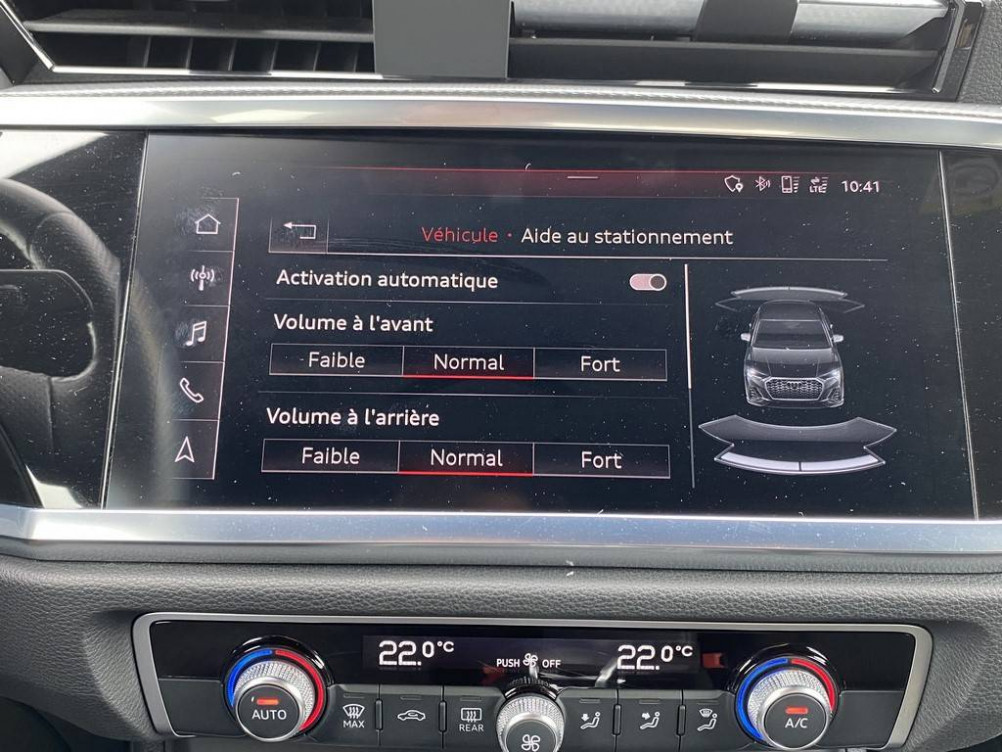 LTE 10:41
Véhicule · Aide au stationnement
Activation automatique
Volume à l'avant
Faible Normal Fort
Volume à l'arrière
Faible Normal Fort
22.0°C PUSH OFF 22.0°C
AUTO MAX REAR A/C